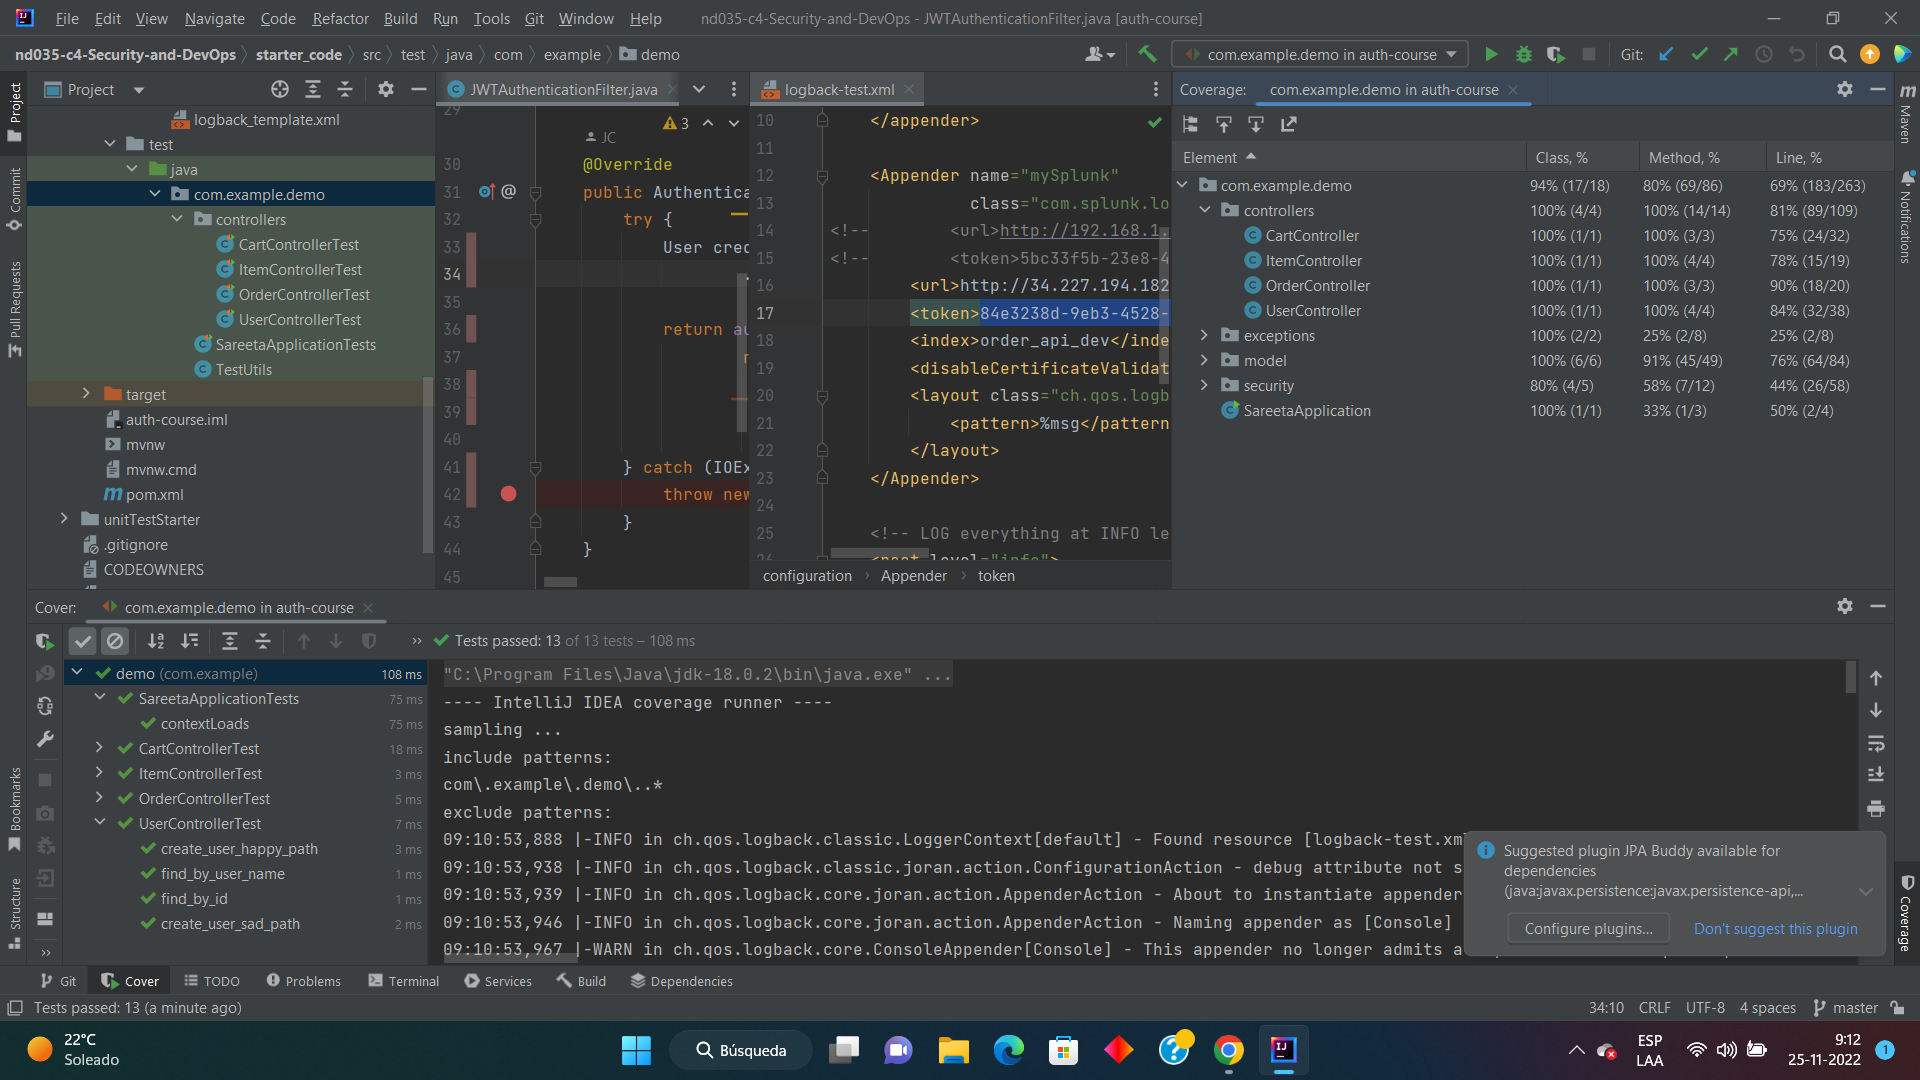 File Edit View Navigate Code Refactor Build Run Tools Git Window Help nd035-c4-Security-and-DevOps - JWTAuthenticationFilter.java [auth-course]
nd035-c4-Security-and-DevOps starter_code src test java com example demo com.example.demo in auth-course Git:
Project
Commit
Pull Requests
Bookmarks
Structure
Project
logback_template.xml
test
java
com.example.demo
controllers
CartControllerTest
ItemControllerTest
OrderControllerTest
UserControllerTest
SareetaApplicationTests
TestUtils
target
auth-course.iml
mvnw
mvnw.cmd
pom.xml
unitTestStarter
.gitignore
CODEOWNERS
JWTAuthenticationFilter.java
3
29
JC
30 @Override
31 @ public Authentica
32 try {
33 User cred
34
35
36 return au
37
38
39
40
41 } catch (IOEx
42 throw new
43 }
44 }
45
logback-test.xml
10 </appender>
11
12 <Appender name="mySplunk"
13 class="com.splunk.lo
14 <!-- <url>http://192.168.1.
15 <!-- <token>5bc33f5b-23e8-4
16 <url>http://34.227.194.182
17 <token>84e3238d-9eb3-4528-
18 <index>order_api_dev</inde
19 <disableCertificateValidat
20 <layout class="ch.qos.logb
21 <pattern>%msg</pattern
22 </layout>
23 </Appender>
24
25 <!-- LOG everything at INFO le
26 <root level="info">
configuration Appender token
Coverage: com.example.demo in auth-course
Element Class, % Method, % Line, %
com.example.demo 94% (17/18) 80% (69/86) 69% (183/263)
controllers 100% (4/4) 100% (14/14) 81% (89/109)
CartController 100% (1/1) 100% (3/3) 75% (24/32)
ItemController 100% (1/1) 100% (4/4) 78% (15/19)
OrderController 100% (1/1) 100% (3/3) 90% (18/20)
UserController 100% (1/1) 100% (4/4) 84% (32/38)
exceptions 100% (2/2) 25% (2/8) 25% (2/8)
model 100% (6/6) 91% (45/49) 76% (64/84)
security 80% (4/5) 58% (7/12) 44% (26/58)
SareetaApplication 100% (1/1) 33% (1/3) 50% (2/4)
Maven
Notifications
Coverage
Cover: com.example.demo in auth-course
Tests passed: 13 of 13 tests – 108 ms
demo (com.example) 108 ms
SareetaApplicationTests 75 ms
contextLoads 75 ms
CartControllerTest 18 ms
ItemControllerTest 3 ms
OrderControllerTest 5 ms
UserControllerTest 7 ms
create_user_happy_path 3 ms
find_by_user_name 1 ms
find_by_id 1 ms
create_user_sad_path 2 ms
"C:\Program Files\Java\jdk-18.0.2\bin\java.exe" ...
---- IntelliJ IDEA coverage runner ----
sampling ...
include patterns:
com\.example\.demo\..*
exclude patterns:
09:10:53,888 |-INFO in ch.qos.logback.classic.LoggerContext[default] - Found resource [logback-test.xml
09:10:53,938 |-INFO in ch.qos.logback.classic.joran.action.ConfigurationAction - debug attribute not s
09:10:53,939 |-INFO in ch.qos.logback.core.joran.action.AppenderAction - About to instantiate appender
09:10:53,946 |-INFO in ch.qos.logback.core.joran.action.AppenderAction - Naming appender as [Console]
09:10:53,967 |-WARN in ch.qos.logback.core.ConsoleAppender[Console] - This appender no longer admits a
Suggested plugin JPA Buddy available for
dependencies
(java:javax.persistence:javax.persistence-api,...
Configure plugins... Don't suggest this plugin
Git Cover TODO Problems Terminal Services Build Dependencies
Tests passed: 13 (a minute ago) 34:10 CRLF UTF-8 4 spaces master
22°C
Soleado
Búsqueda
ESP
LAA
9:12
25-11-2022
1